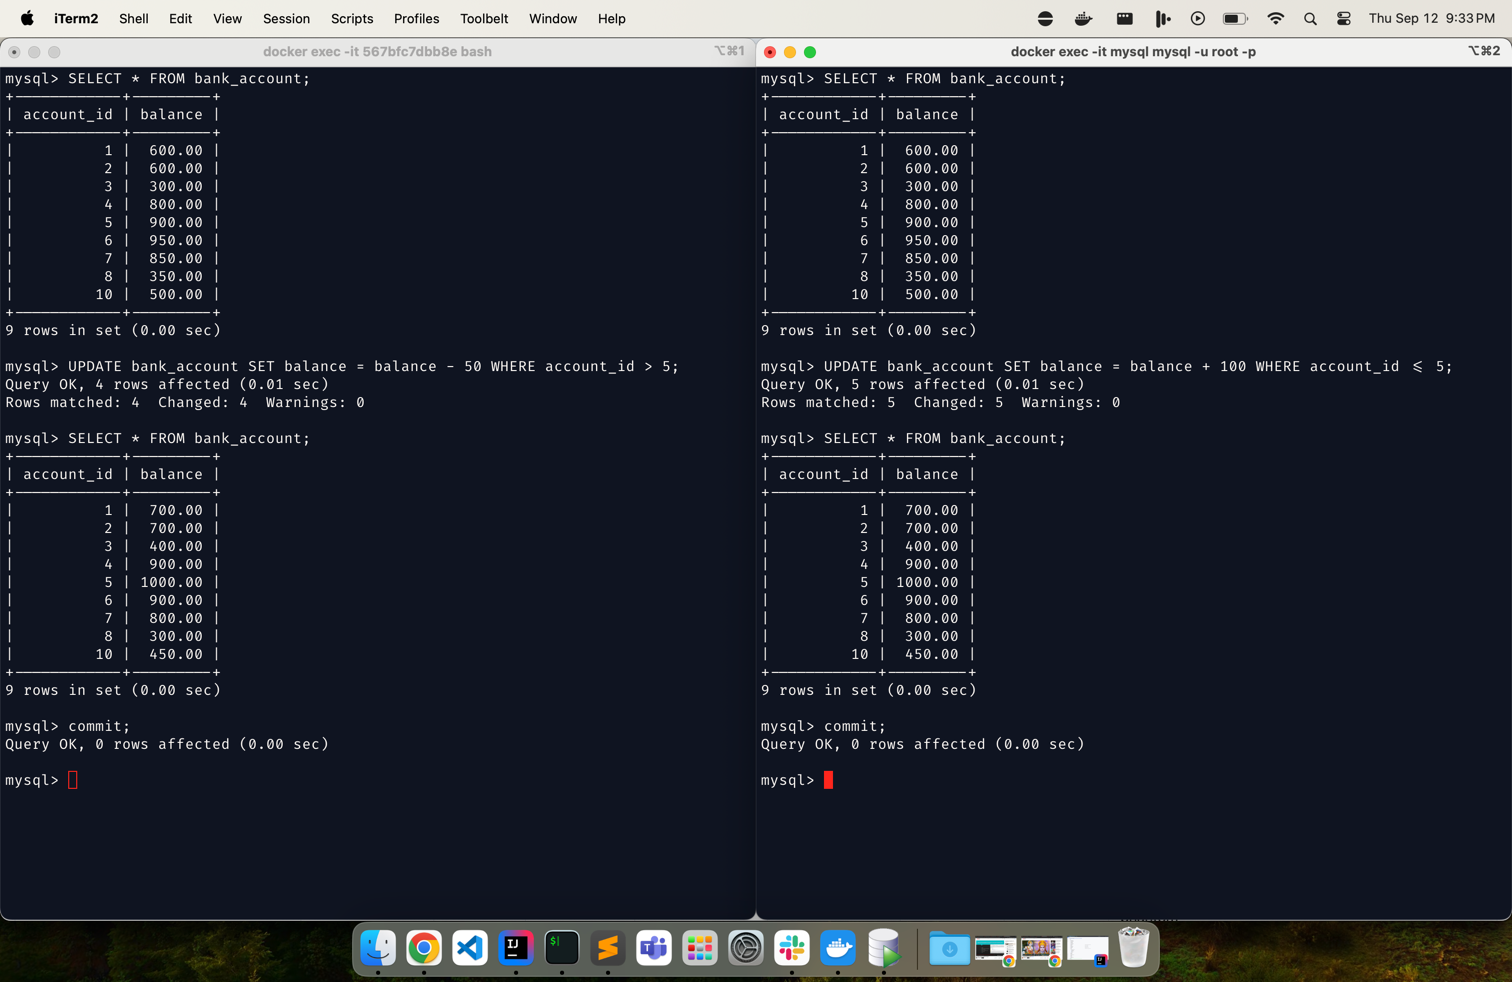 iTerm2 Shell Edit View Session Scripts Profiles Toolbelt Window Help Thu Sep 12 9:33 PM
docker exec -it 567bfc7dbb8e bash ⌥⌘1
mysql> SELECT * FROM bank_account;
+------------+---------+
| account_id | balance |
+------------+---------+
| 1 | 600.00 |
| 2 | 600.00 |
| 3 | 300.00 |
| 4 | 800.00 |
| 5 | 900.00 |
| 6 | 950.00 |
| 7 | 850.00 |
| 8 | 350.00 |
| 10 | 500.00 |
+------------+---------+
9 rows in set (0.00 sec)
mysql> UPDATE bank_account SET balance = balance - 50 WHERE account_id > 5;
Query OK, 4 rows affected (0.01 sec)
Rows matched: 4 Changed: 4 Warnings: 0
mysql> SELECT * FROM bank_account;
+------------+---------+
| account_id | balance |
+------------+---------+
| 1 | 700.00 |
| 2 | 700.00 |
| 3 | 400.00 |
| 4 | 900.00 |
| 5 | 1000.00 |
| 6 | 900.00 |
| 7 | 800.00 |
| 8 | 300.00 |
| 10 | 450.00 |
+------------+---------+
9 rows in set (0.00 sec)
mysql> commit;
Query OK, 0 rows affected (0.00 sec)
mysql>
docker exec -it mysql mysql -u root -p ⌥⌘2
mysql> SELECT * FROM bank_account;
+------------+---------+
| account_id | balance |
+------------+---------+
| 1 | 600.00 |
| 2 | 600.00 |
| 3 | 300.00 |
| 4 | 800.00 |
| 5 | 900.00 |
| 6 | 950.00 |
| 7 | 850.00 |
| 8 | 350.00 |
| 10 | 500.00 |
+------------+---------+
9 rows in set (0.00 sec)
mysql> UPDATE bank_account SET balance = balance + 100 WHERE account_id <= 5;
Query OK, 5 rows affected (0.01 sec)
Rows matched: 5 Changed: 5 Warnings: 0
mysql> SELECT * FROM bank_account;
+------------+---------+
| account_id | balance |
+------------+---------+
| 1 | 700.00 |
| 2 | 700.00 |
| 3 | 400.00 |
| 4 | 900.00 |
| 5 | 1000.00 |
| 6 | 900.00 |
| 7 | 800.00 |
| 8 | 300.00 |
| 10 | 450.00 |
+------------+---------+
9 rows in set (0.00 sec)
mysql> commit;
Query OK, 0 rows affected (0.00 sec)
mysql>
IJ
$